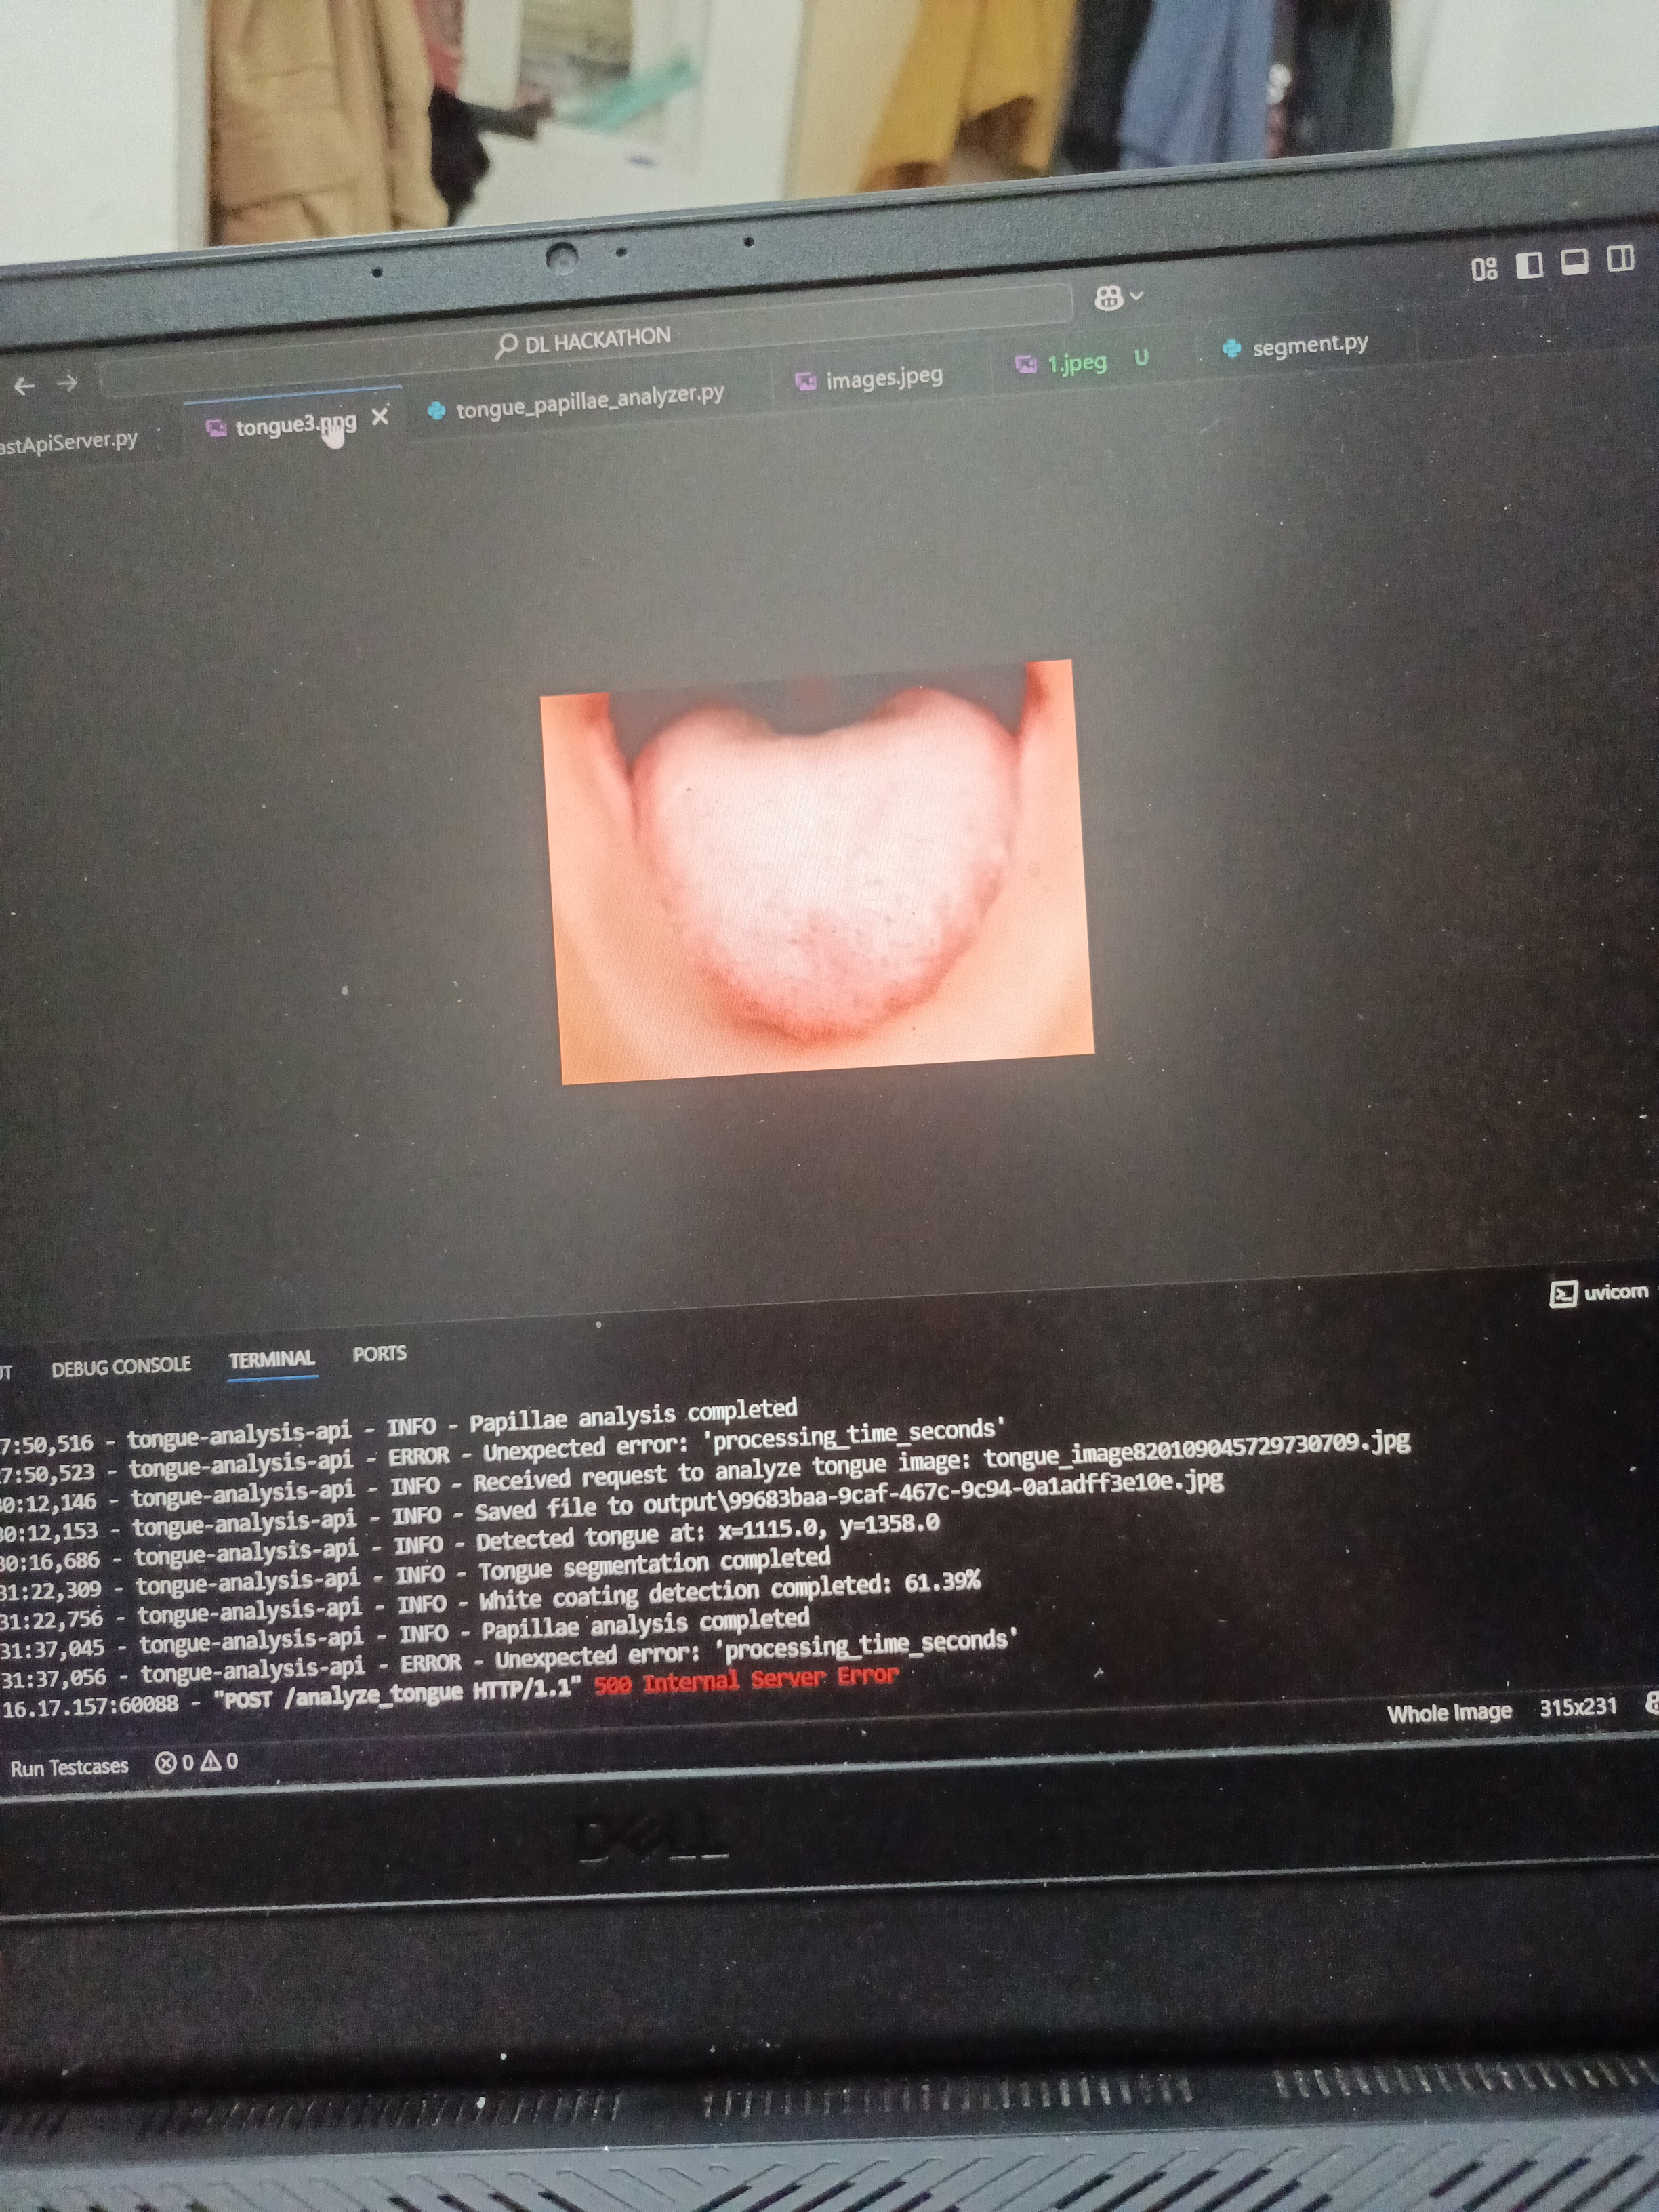 DL HACKATHON
astApiServer.py
tongue3.png
tongue_papillae_analyzer.py
images.jpeg
1.jpeg U
segment.py
uvicorn
UT DEBUG CONSOLE TERMINAL PORTS
7:50,516 - tongue-analysis-api - INFO - Papillae analysis completed
7:50,523 - tongue-analysis-api - ERROR - Unexpected error: 'processing_time_seconds'
30:12,146 - tongue-analysis-api - INFO - Received request to analyze tongue image: tongue_image820109045729730709.jpg
30:12,153 - tongue-analysis-api - INFO - Saved file to output\99683baa-9caf-467c-9c94-0a1adff3e10e.jpg
30:16,686 - tongue-analysis-api - INFO - Detected tongue at: x=1115.0, y=1358.0
31:22,309 - tongue-analysis-api - INFO - Tongue segmentation completed
31:22,756 - tongue-analysis-api - INFO - White coating detection completed: 61.39%
31:37,045 - tongue-analysis-api - INFO - Papillae analysis completed
31:37,056 - tongue-analysis-api - ERROR - Unexpected error: 'processing_time_seconds'
16.17.157:60088 - "POST /analyze_tongue HTTP/1.1" 500 Internal Server Error
Whole Image 315x231
Run Testcases 0 0
DELL